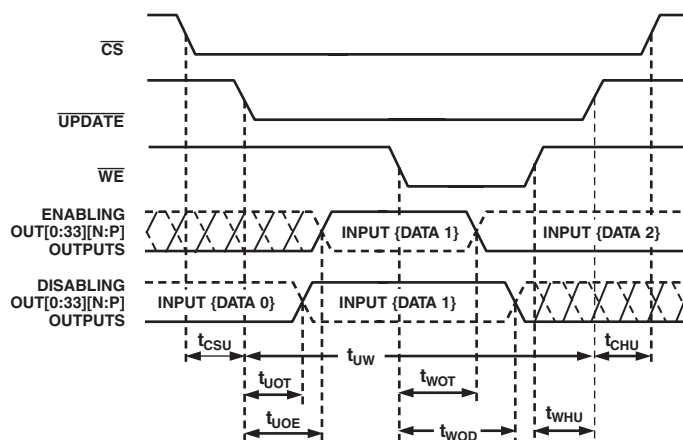 CS
UPDATE
WE
ENABLING
OUT[0:33][N:P]
OUTPUTS
INPUT {DATA 1} INPUT {DATA 2}
DISABLING
OUT[0:33][N:P]
OUTPUTS
INPUT {DATA 0} INPUT {DATA 1}
tCSU tUW tCHU
tUOT tWOT
tUOE tWOD tWHU